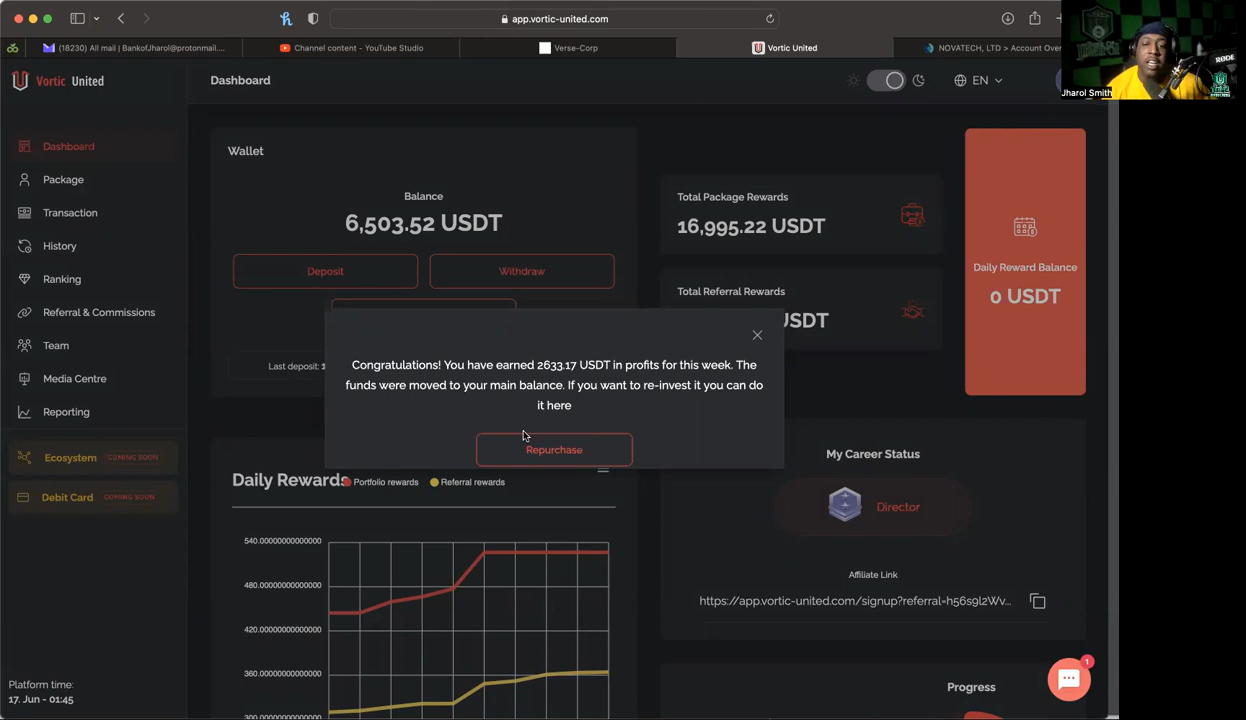 app.vortic-united.com
(18230) All mail | BankofJharol@protonmail....
Channel content - YouTube Studio
Verse-Corp
Vortic United
NOVATECH, LTD > Account Over
RØDE
Jharol Smith
Vortic United
Dashboard
EN
Dashboard
Package
Transaction
History
Ranking
Referral & Commissions
Team
Media Centre
Reporting
Ecosystem COMING SOON
Debit Card COMING SOON
Platform time:
17. Jun - 01:45
Wallet
Balance
6,503.52 USDT
Deposit
Withdraw
Last deposit:
Total Package Rewards
16,995.22 USDT
Total Referral Rewards
USDT
Daily Reward Balance
0 USDT
Congratulations! You have earned 2633.17 USDT in profits for this week. The
funds were moved to your main balance. If you want to re-invest it you can do
it here
Repurchase
Daily Rewards
Portfolio rewards
Referral rewards
540.00000000000000
480.00000000000000
420.00000000000000
360.00000000000000
300.00000000000000
My Career Status
Director
Affiliate Link
https://app.vortic-united.com/signup?referral=h56s9l2Wv...
Progress
1